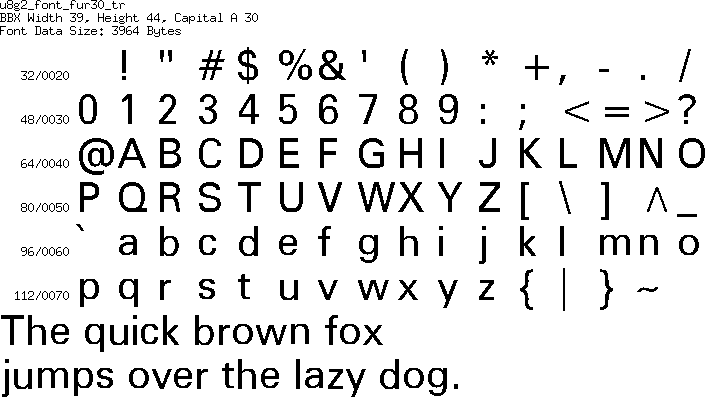 u8g2_font_fur30_tr
BBX Width 39, Height 44, Capital A 30
Font Data Size: 3964 Bytes
32/0020 ! " # $ % & ' ( ) * + , - . /
48/0030 0 1 2 3 4 5 6 7 8 9 : ; < = > ?
64/0040 @ A B C D E F G H I J K L M N O
80/0050 P Q R S T U V W X Y Z [ \ ] ^ _
96/0060 ` a b c d e f g h i j k l m n o
112/0070 p q r s t u v w x y z { | } ~
The quick brown fox
jumps over the lazy dog.